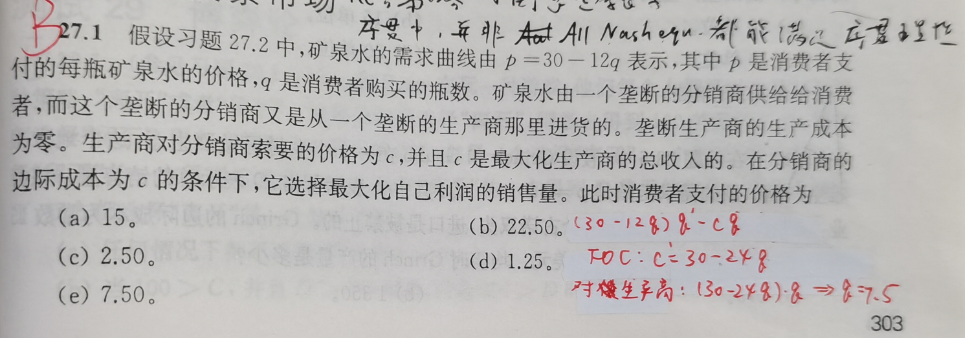 序贯中，并非 All Nash equ. 都能满足序贯理性
B
27.1 假设习题 27.2 中，矿泉水的需求曲线由 p＝30－12q 表示，其中 p 是消费者支
付的每瓶矿泉水的价格，q 是消费者购买的瓶数。矿泉水由一个垄断的分销商供给给消费
者，而这个垄断的分销商又是从一个垄断的生产商那里进货的。垄断生产商的生产成本
为零。生产商对分销商索要的价格为 c，并且 c 是最大化生产商的总收入的。在分销商的
边际成本为 c 的条件下，它选择最大化自己利润的销售量。此时消费者支付的价格为
(a) 15。 (b) 22.50。 (30-12q)q-cq
(c) 2.50。 (d) 1.25。 FOC: c=30-24q
(e) 7.50。 对生产商: (30-24q)·q ⇒ q=7.5
303